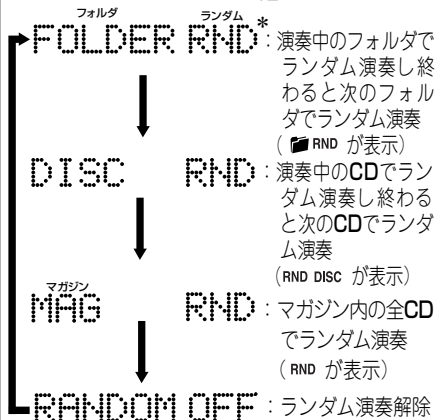 フォルダ ランダム
FOLDER RND*：演奏中のフォルダで
ランダム演奏し終
わると次のフォル
ダでランダム演奏
( RND が表示)
DISC RND：演奏中のCDでラン
ダム演奏し終わる
と次のCDでランダ
ム演奏
(RND DISC が表示)
マガジン
MAG RND：マガジン内の全CD
でランダム演奏
( RND が表示)
RANDOM OFF：ランダム演奏解除